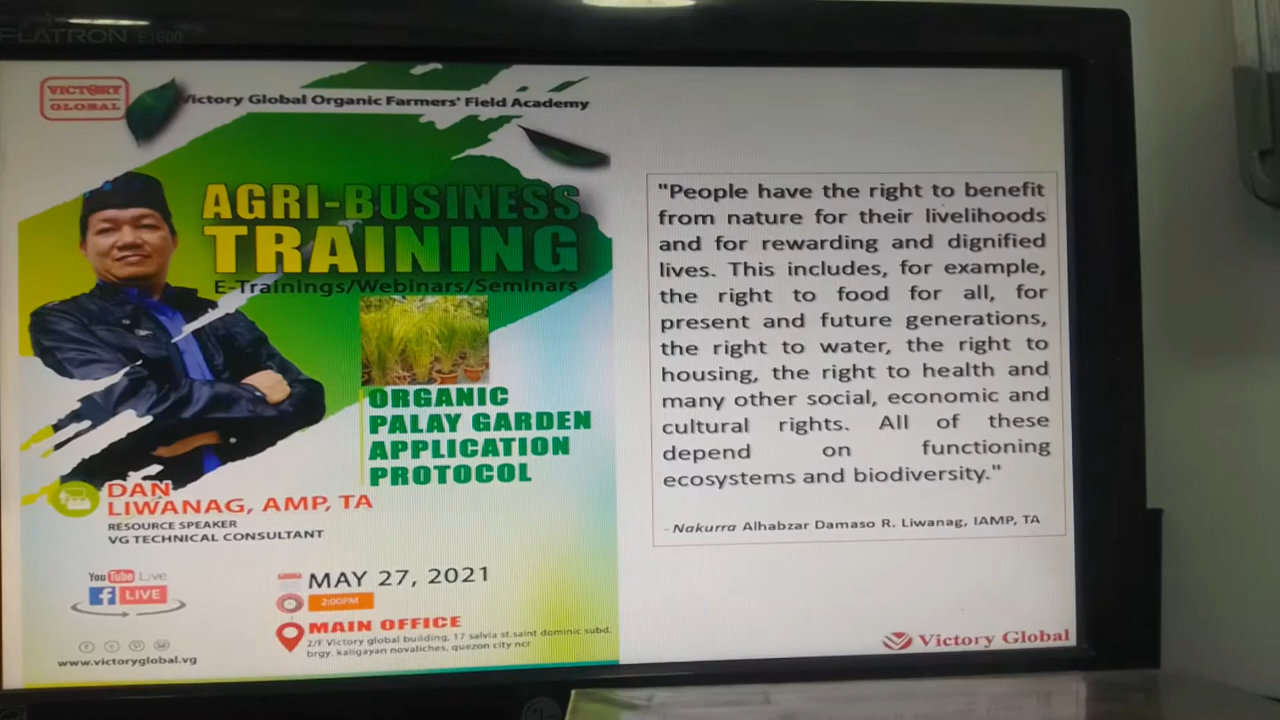 FLATRON E1600
VICTORY
GLOBAL
Victory Global Organic Farmers' Field Academy
AGRI-BUSINESS
TRAINING
E-Trainings/Webinars/Seminars
ORGANIC
PALAY GARDEN
APPLICATION
PROTOCOL
DAN
LIWANAG, AMP, TA
RESOURCE SPEAKER
VG TECHNICAL CONSULTANT
You Tube Live
f LIVE
MAY 27, 2021
2:00PM
MAIN OFFICE
2/F Victory global building, 17 salvia st. saint dominic subd.
brgy. kaligayan novaliches, quezon city ncr
www.victoryglobal.vg
"People have the right to benefit
from nature for their livelihoods
and for rewarding and dignified
lives. This includes, for example,
the right to food for all, for
present and future generations,
the right to water, the right to
housing, the right to health and
many other social, economic and
cultural rights. All of these
depend on functioning
ecosystems and biodiversity."
- Nakurra Alhabzar Damaso R. Liwanag, IAMP, TA
Victory Global
LG